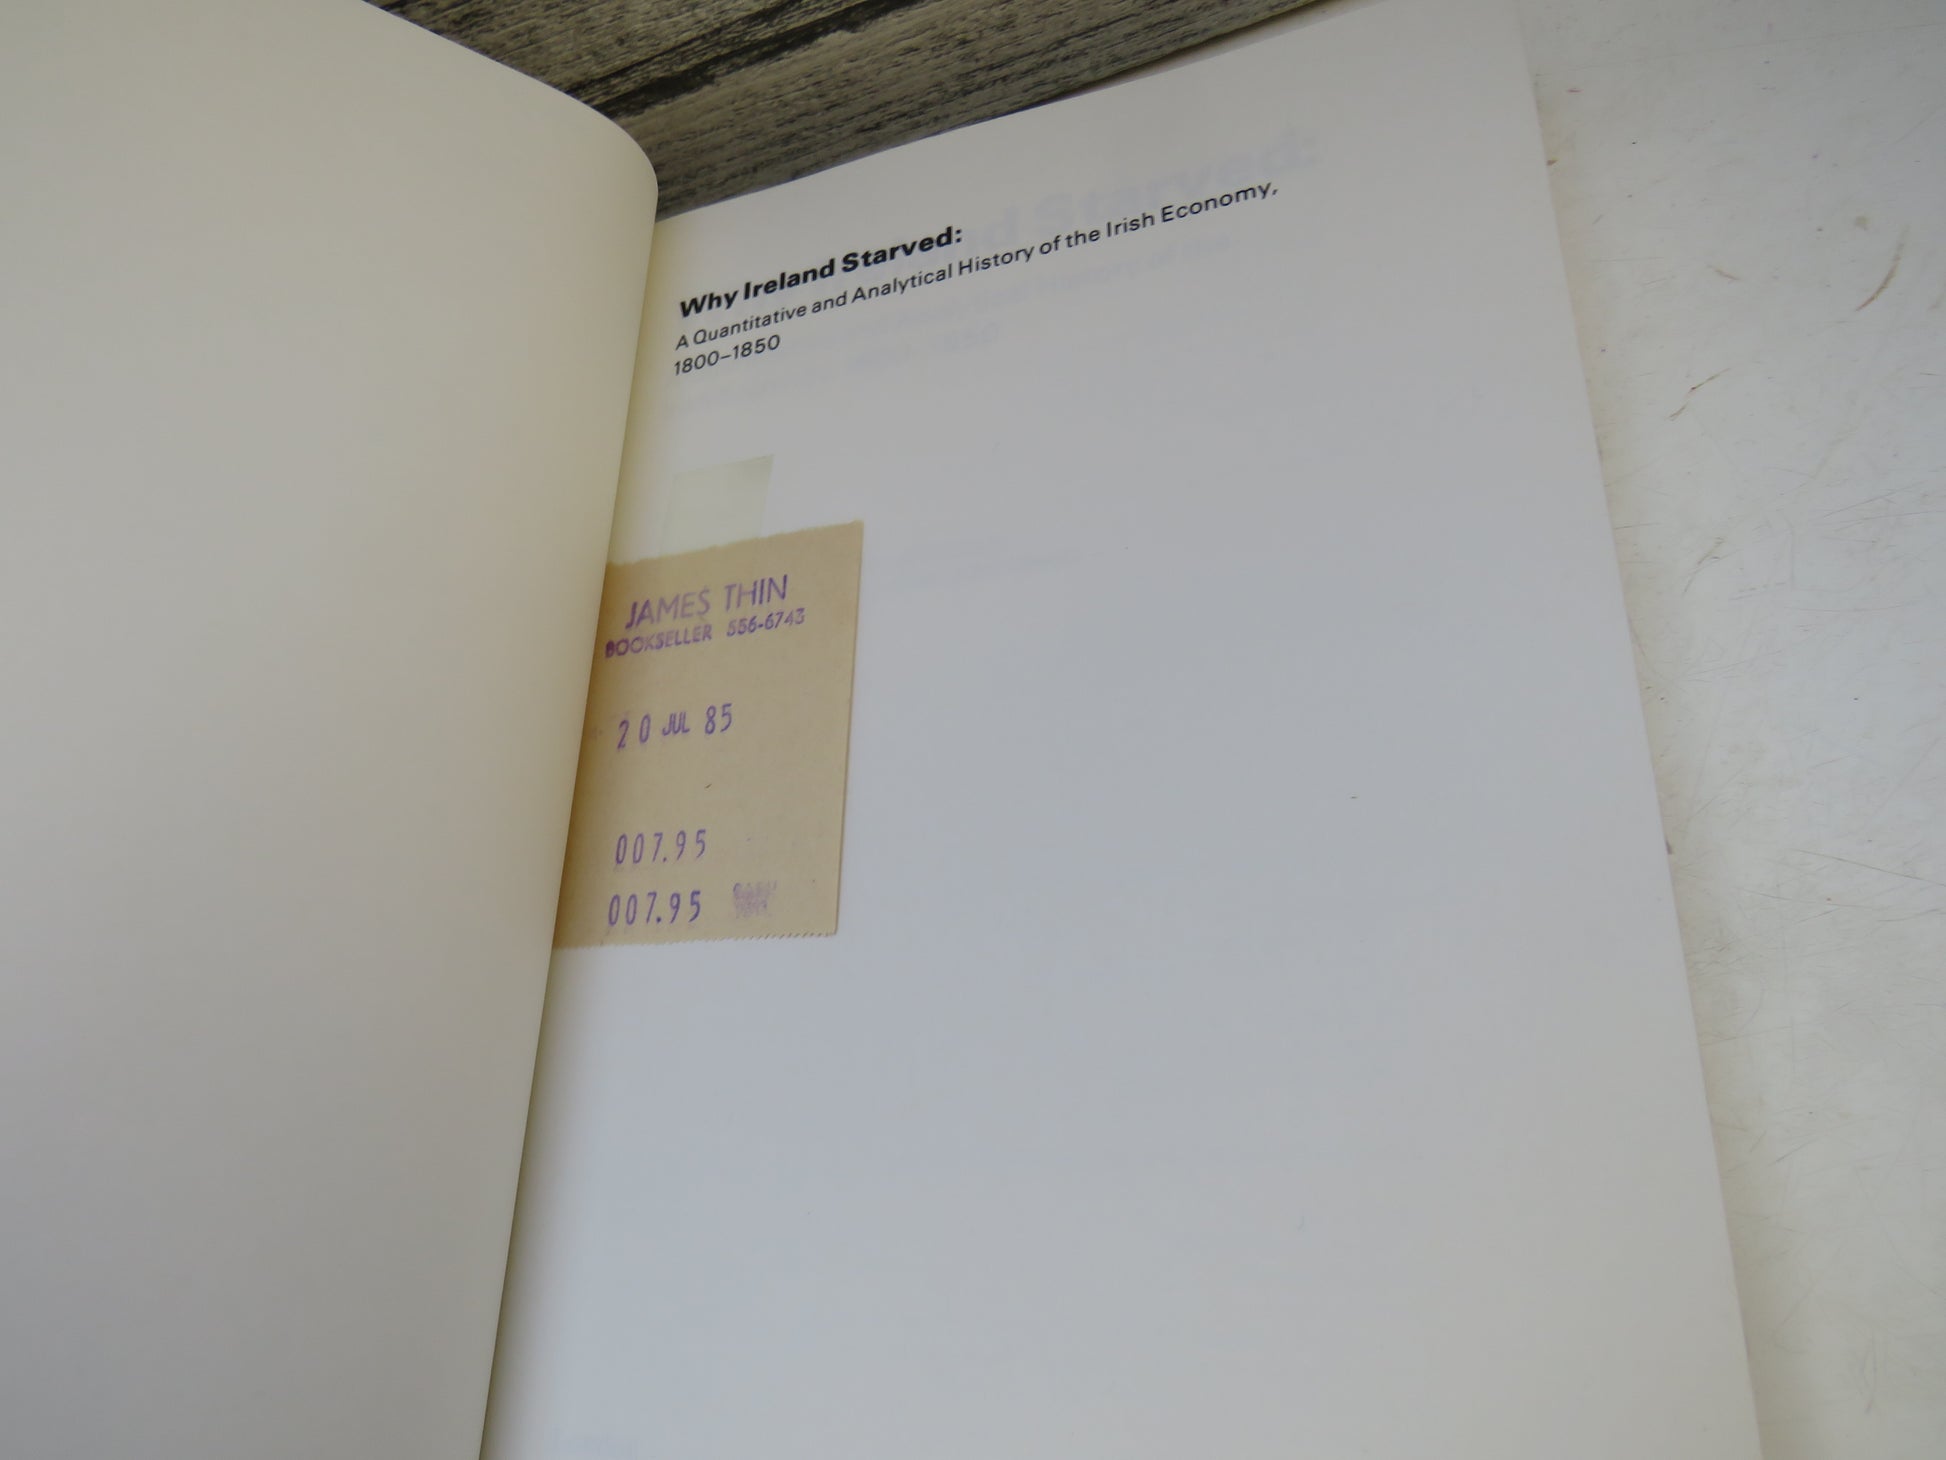 Why Ireland Starved:
A Quantitative and Analytical History of the Irish Economy,
1800–1850
JAMES THIN
BOOKSELLER 556-6743
20 JUL 85
007.95
007.95